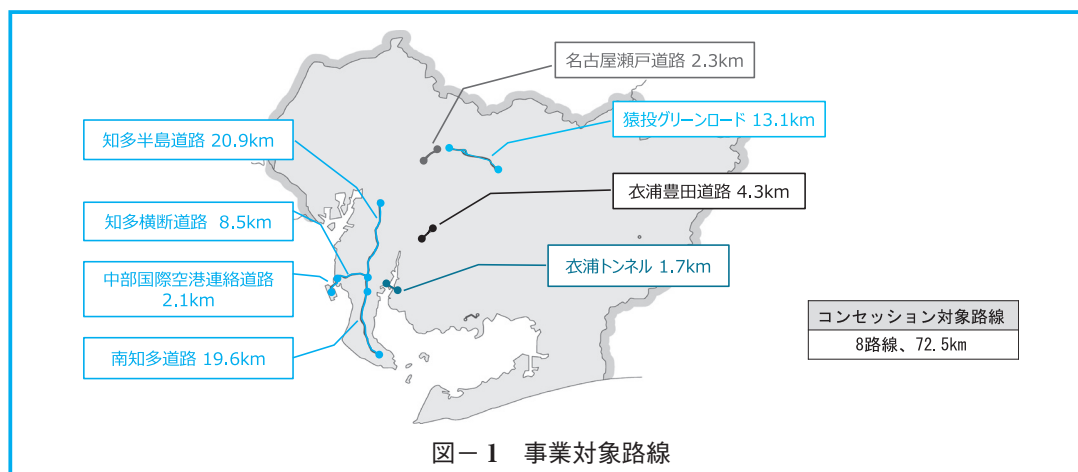 名古屋瀬戸道路 2.3km
猿投グリーンロード 13.1km
知多半島道路 20.9km
衣浦豊田道路 4.3km
知多横断道路 8.5km
衣浦トンネル 1.7km
中部国際空港連絡道路
2.1km
南知多道路 19.6km
コンセッション対象路線
8路線、72.5km
図－1 事業対象路線